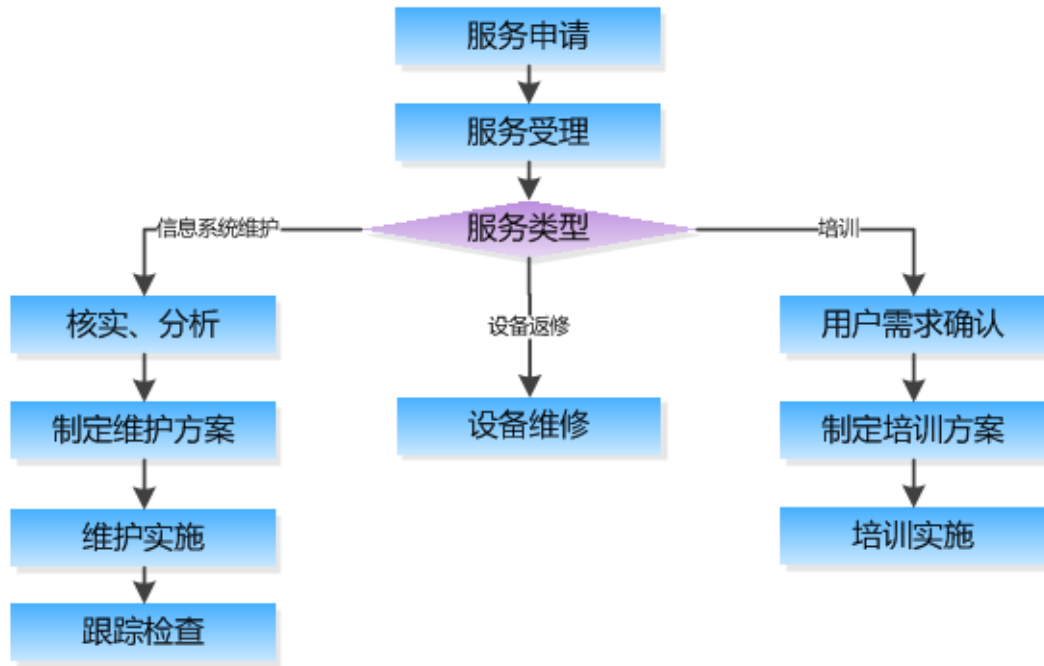 服务申请
服务受理
服务类型
信息系统维护
培训
设备返修
核实、分析
用户需求确认
制定维护方案
设备维修
制定培训方案
维护实施
培训实施
跟踪检查